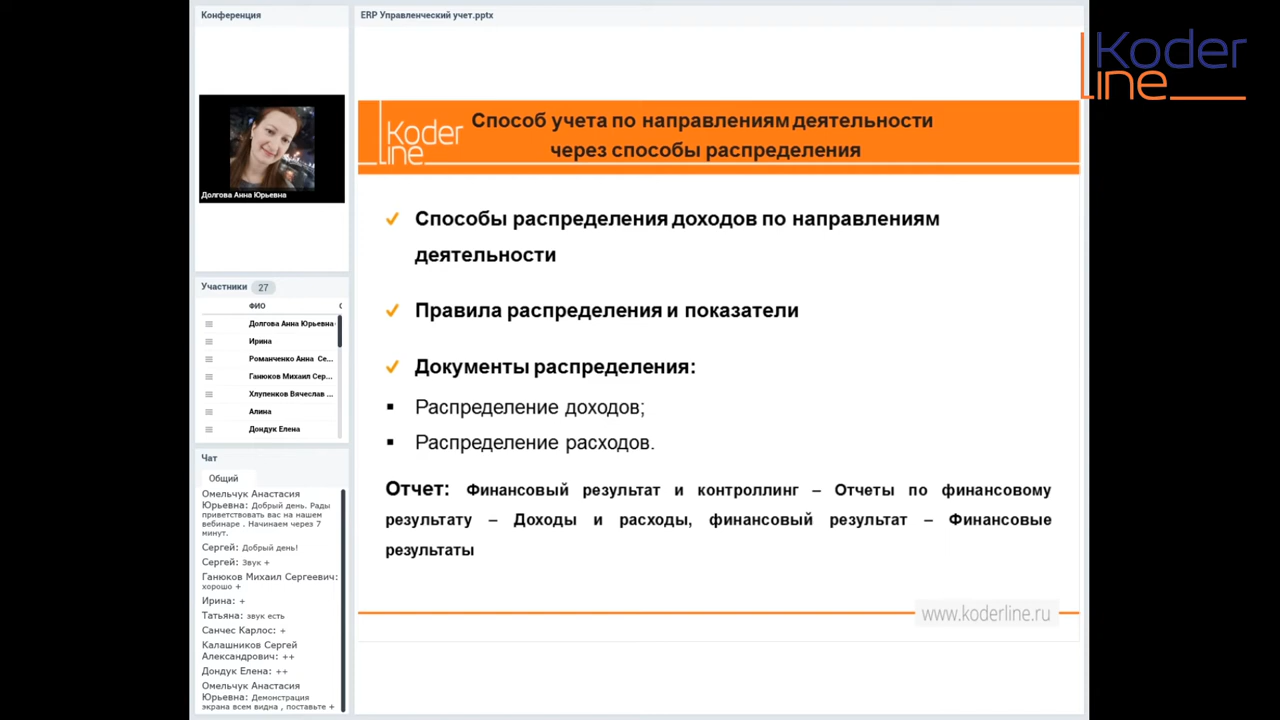 Конференция
ERP Управленческий учет.pptx
Koder
line
Долгова Анна Юрьевна
Koder
line
Способ учета по направлениям деятельности
через способы распределения
Способы распределения доходов по направлениям
деятельности
Правила распределения и показатели
Документы распределения:
Распределение доходов;
Распределение расходов.
Отчет: Финансовый результат и контроллинг – Отчеты по финансовому
результату – Доходы и расходы, финансовый результат – Финансовые
результаты
www.koderline.ru
Участники 27
ФИО
Долгова Анна Юрьевна
Ирина
Романченко Анна Се...
Ганюков Михаил Сер...
Хлупенков Вячеслав ...
Алина
Дондук Елена
Чат
Общий
Омельчук Анастасия
Юрьевна: Добрый день. Рады
приветствовать вас на нашем
вебинаре . Начинаем через 7
минут.
Сергей: Добрый день!
Сергей: Звук +
Ганюков Михаил Сергеевич:
хорошо +
Ирина: +
Татьяна: звук есть
Санчес Карлос: +
Калашников Сергей
Александрович: ++
Дондук Елена: ++
Омельчук Анастасия
Юрьевна: Демонстрация
экрана всем видна , поставьте +